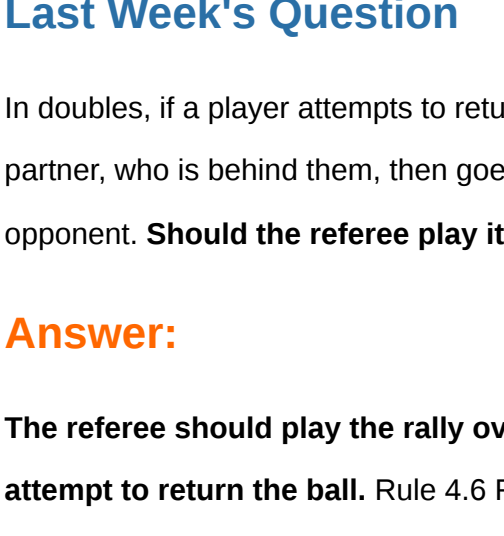 Last Week's Question
In doubles, if a player attempts to retu
partner, who is behind them, then goe
opponent. Should the referee play it
Answer:
The referee should play the rally ov
attempt to return the ball. Rule 4.6